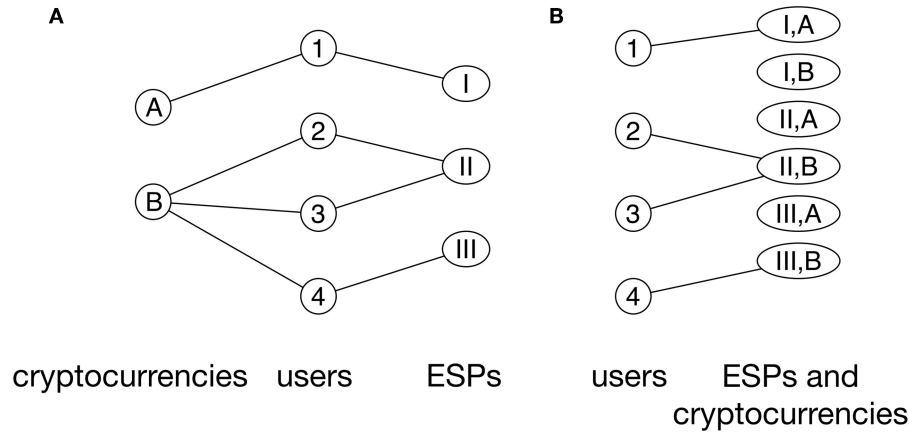 A
B
1
I,A
1
I
I,B
A
2
2
II,A
II
II,B
B
3
3
III,A
III
III,B
4
4
cryptocurrencies users ESPs
users ESPs and
cryptocurrencies